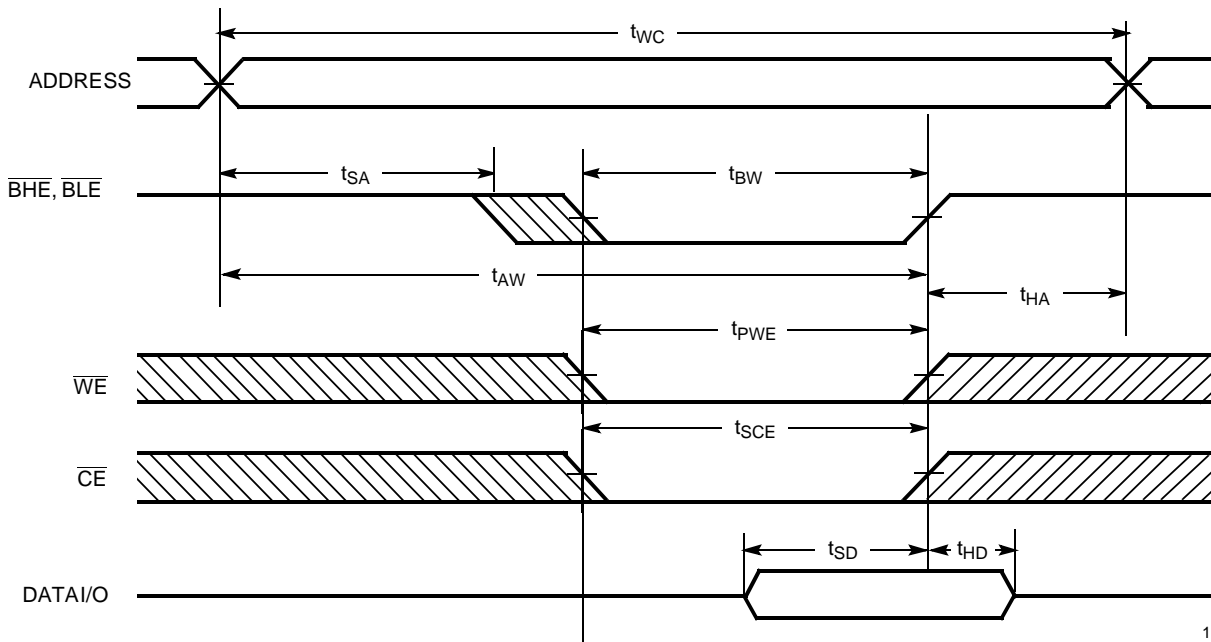 tWC
ADDRESS
tSA
tBW
BHE, BLE
tAW
tHA
tPWE
WE
tSCE
CE
tSD
tHD
DATAI/O
1